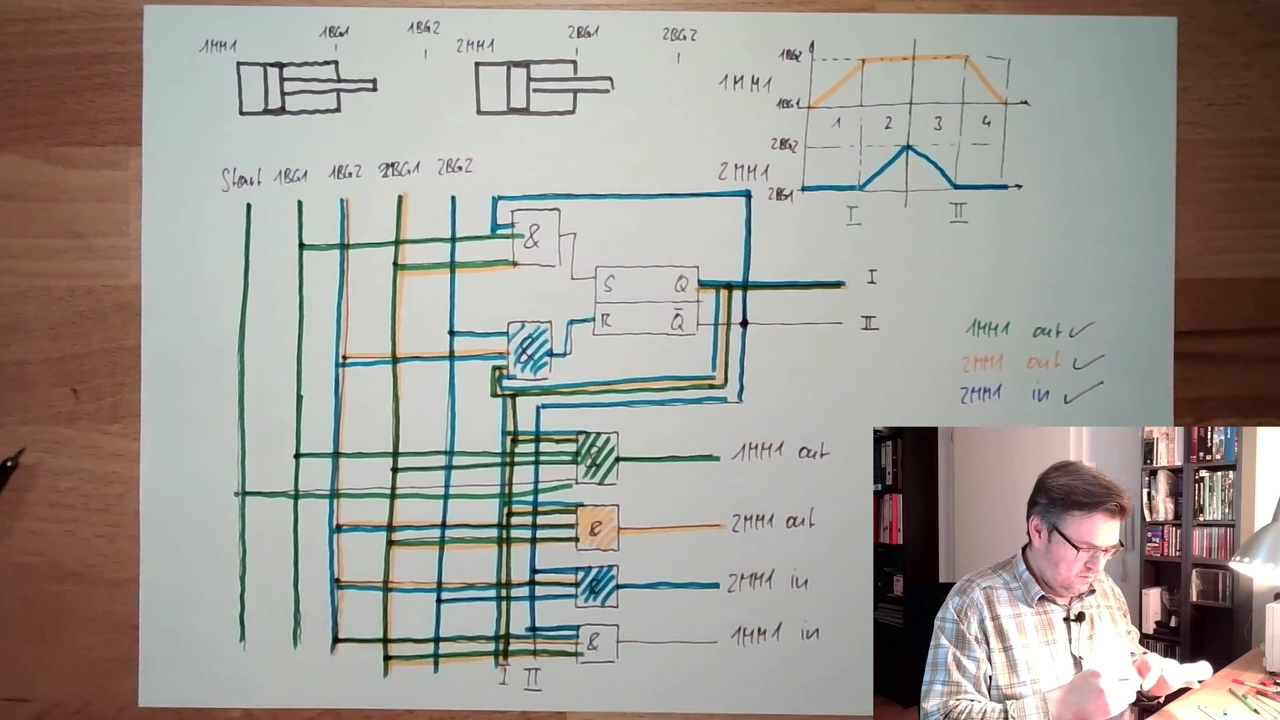 1MM1 1BG1 1BG2 2MM1 2BG1 2BG2
1BG2
1MM1
1BG1
1 2 3 4
2BG2
2MM1
2BG1
I II
Start 1BG1 1BG2 2BG1 2BG2
&
S Q
R Q̄
I
II
&
1MM1 out ✓
2MM1 out ✓
2MM1 in ✓
& 1MM1 out
& 2MM1 out
& 2MM1 in
& 1MM1 in
I II